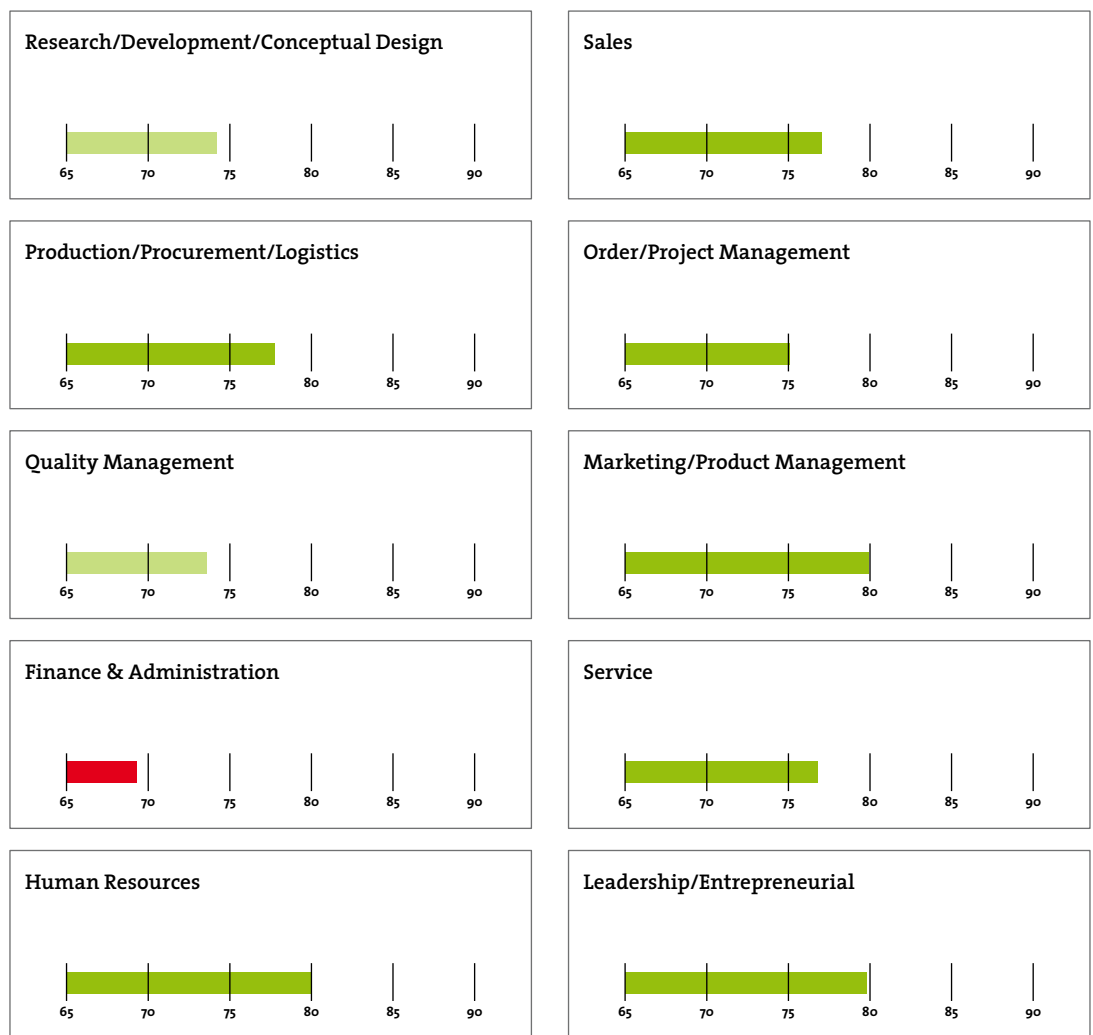 Research/Development/Conceptual Design
65 70 75 80 85 90
Sales
65 70 75 80 85 90
Production/Procurement/Logistics
65 70 75 80 85 90
Order/Project Management
65 70 75 80 85 90
Quality Management
65 70 75 80 85 90
Marketing/Product Management
65 70 75 80 85 90
Finance & Administration
65 70 75 80 85 90
Service
65 70 75 80 85 90
Human Resources
65 70 75 80 85 90
Leadership/Entrepreneurial
65 70 75 80 85 90